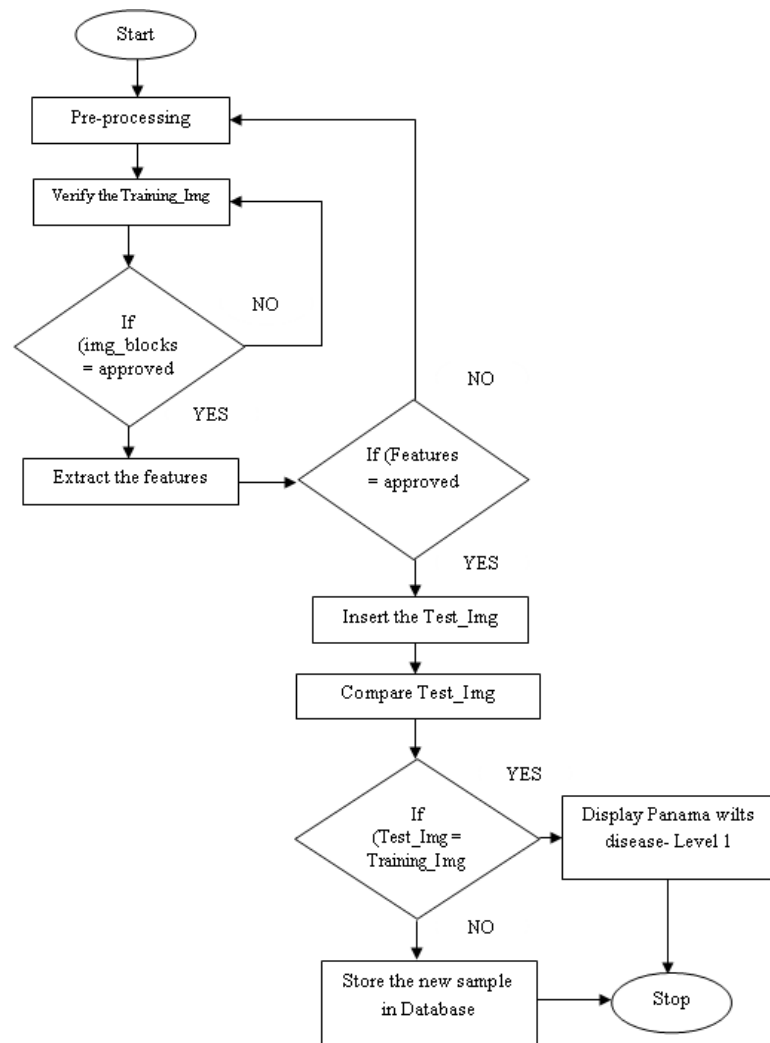 Start
Pre-processing
Verify the Training_Img
If
(img_blocks
= approved
NO
YES
Extract the features
If (Features
= approved
NO
YES
Insert the Test_Img
Compare Test_Img
If
(Test_Img =
Training_Img
YES
Display Panama wilts
disease- Level 1
NO
Store the new sample
in Database
Stop